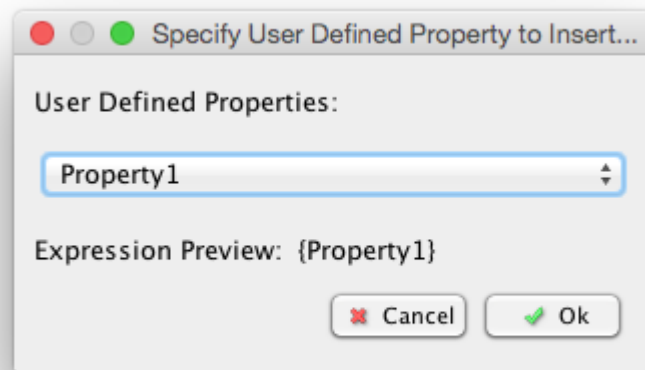 Specify User Defined Property to Insert...
User Defined Properties:
Property1
Expression Preview: {Property1}
Cancel Ok